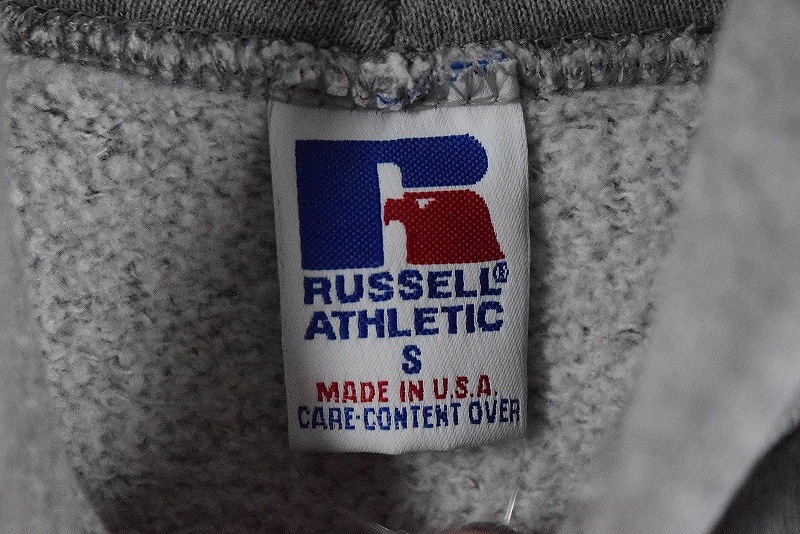 RUSSELL®
ATHLETIC
S
MADE IN U.S.A.
CARE-CONTENT OVER